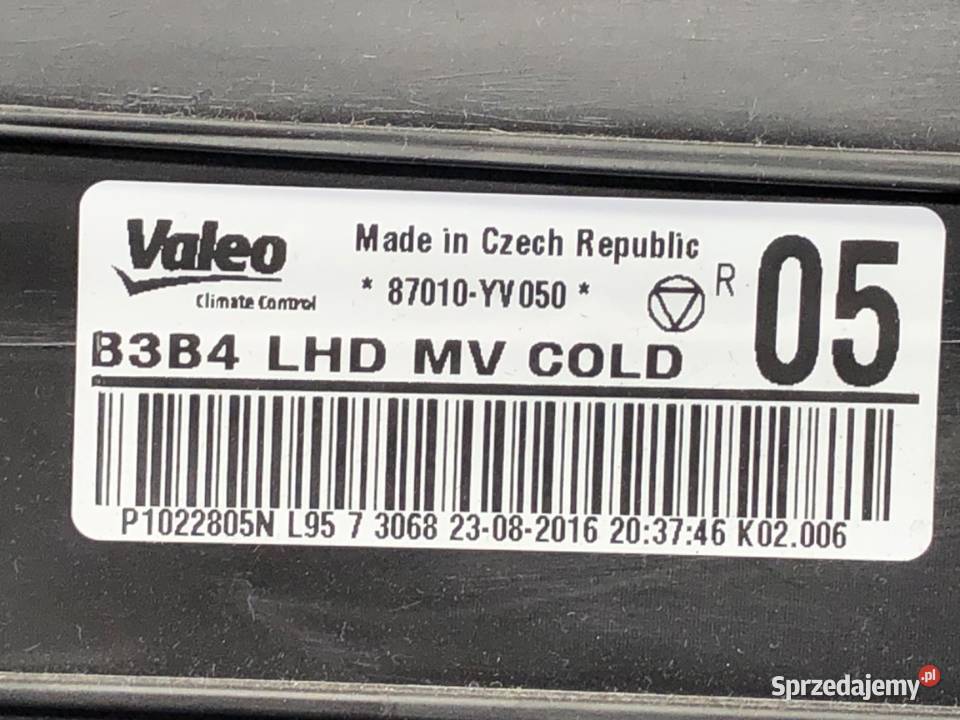 Valeo
Climate Control
Made in Czech Republic
* 87010-YV050 *
R
05
B3B4 LHD MV COLD
P1022805N L95 7 3068 23-08-2016 20:37:46 K02.006
Sprzedajemy.pl